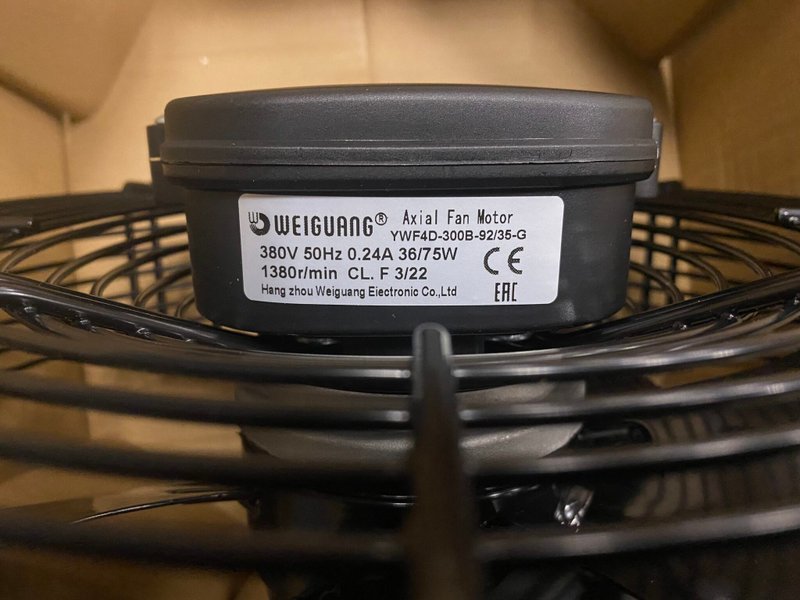 WEIGUANG® Axial Fan Motor
YWF4D-300B-92/35-G
380V 50Hz 0.24A 36/75W
1380r/min CL. F 3/22
CE
Hang zhou Weiguang Eiectronic Co.,Ltd
EAC